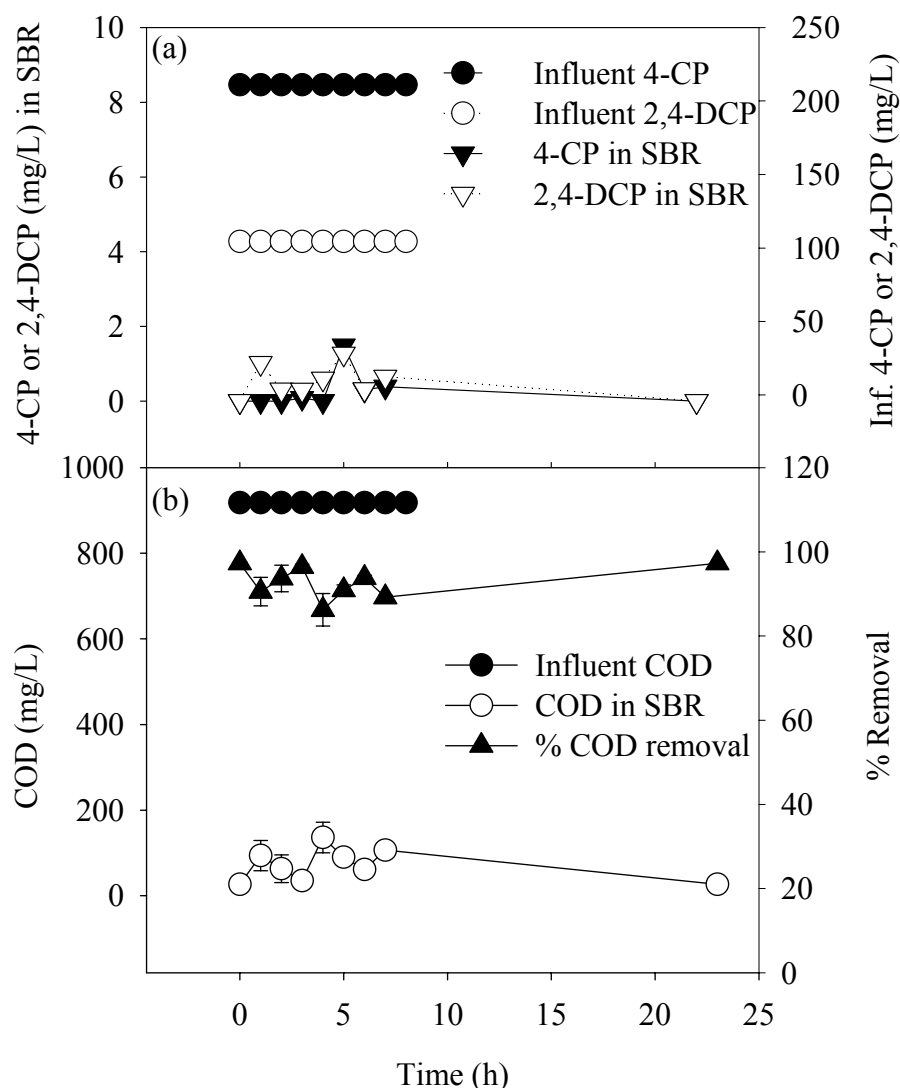 (a)
10
8
6
4
2
0
4-CP or 2,4-DCP (mg/L) in SBR
Influent 4-CP
Influent 2,4-DCP
4-CP in SBR
2,4-DCP in SBR
250
200
150
100
50
0
Inf. 4-CP or 2,4-DCP (mg/L)
(b)
1000
800
600
400
200
0
COD (mg/L)
Influent COD
COD in SBR
% COD removal
120
100
80
60
40
20
0
% Removal
0 5 10 15 20 25
Time (h)